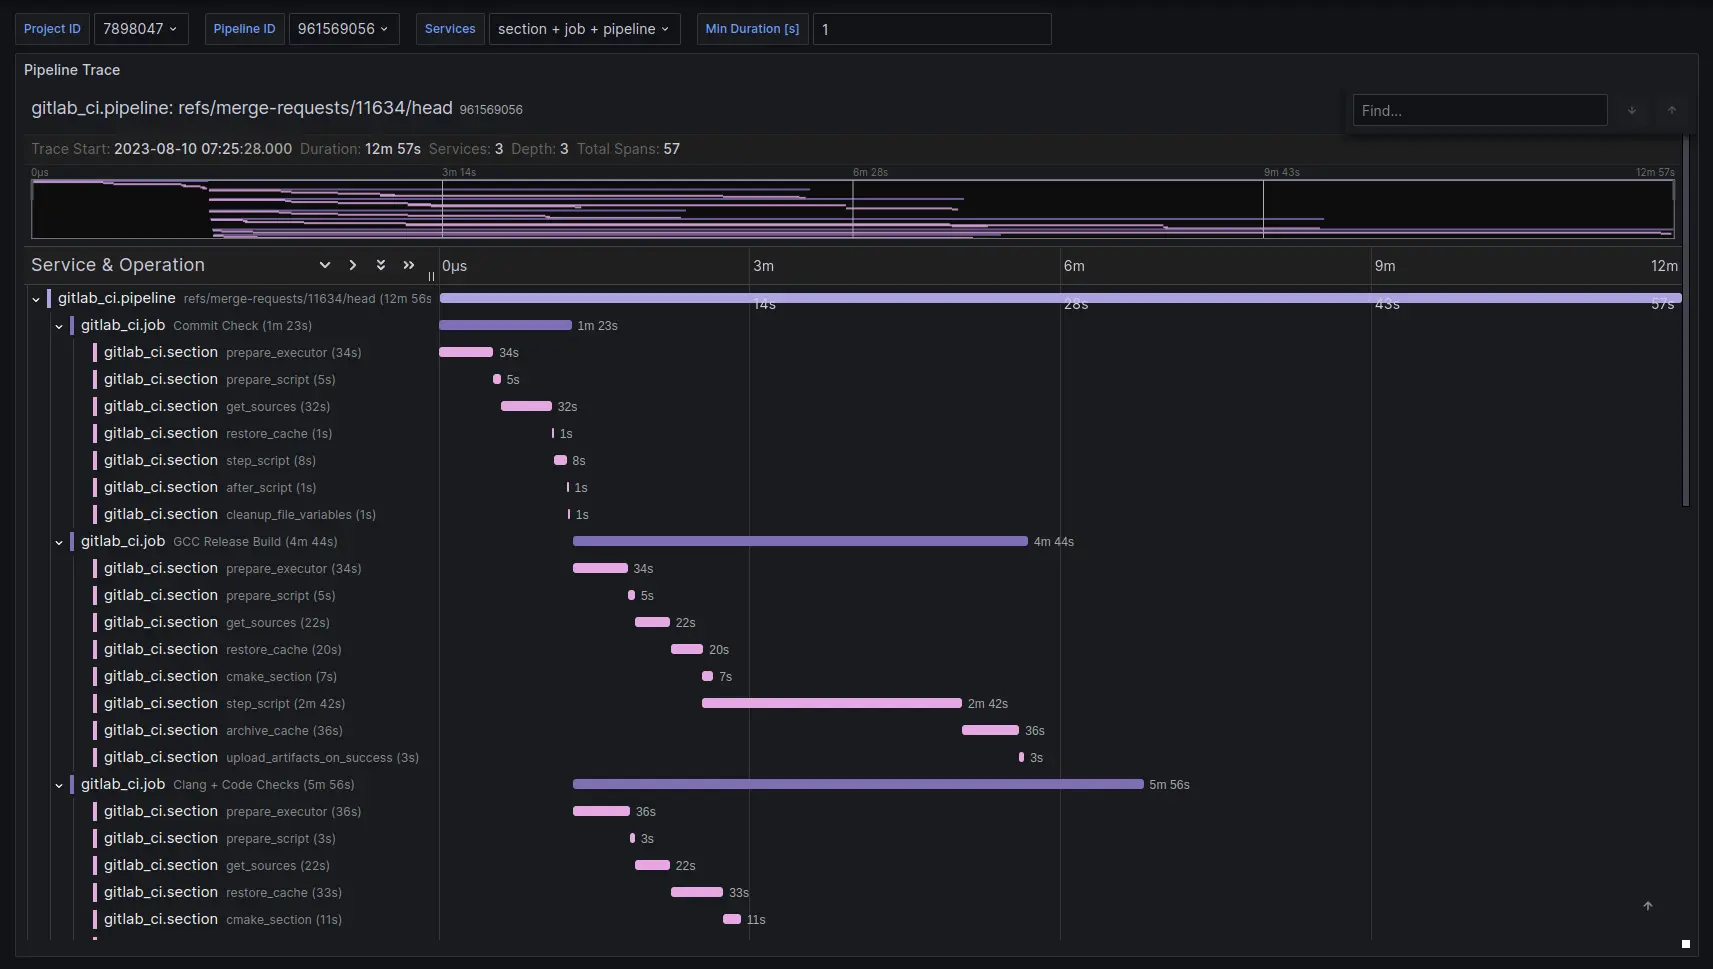 Project ID 7898047 Pipeline ID 961569056 Services section + job + pipeline Min Duration [s] 1
Pipeline Trace
gitlab_ci.pipeline: refs/merge-requests/11634/head 961569056 Find...
Trace Start: 2023-08-10 07:25:28.000 Duration: 12m 57s Services: 3 Depth: 3 Total Spans: 57
0μs 3m 14s 6m 28s 9m 43s 12m 57s
Service & Operation 0μs 3m 6m 9m 12m
gitlab_ci.pipeline refs/merge-requests/11634/head (12m 56s 14s 28s 43s 57s
gitlab_ci.job Commit Check (1m 23s) 1m 23s
gitlab_ci.section prepare_executor (34s) 34s
gitlab_ci.section prepare_script (5s) 5s
gitlab_ci.section get_sources (32s) 32s
gitlab_ci.section restore_cache (1s) 1s
gitlab_ci.section step_script (8s) 8s
gitlab_ci.section after_script (1s) 1s
gitlab_ci.section cleanup_file_variables (1s) 1s
gitlab_ci.job GCC Release Build (4m 44s) 4m 44s
gitlab_ci.section prepare_executor (34s) 34s
gitlab_ci.section prepare_script (5s) 5s
gitlab_ci.section get_sources (22s) 22s
gitlab_ci.section restore_cache (20s) 20s
gitlab_ci.section cmake_section (7s) 7s
gitlab_ci.section step_script (2m 42s) 2m 42s
gitlab_ci.section archive_cache (36s) 36s
gitlab_ci.section upload_artifacts_on_success (3s) 3s
gitlab_ci.job Clang + Code Checks (5m 56s) 5m 56s
gitlab_ci.section prepare_executor (36s) 36s
gitlab_ci.section prepare_script (3s) 3s
gitlab_ci.section get_sources (22s) 22s
gitlab_ci.section restore_cache (33s) 33s
gitlab_ci.section cmake_section (11s) 11s